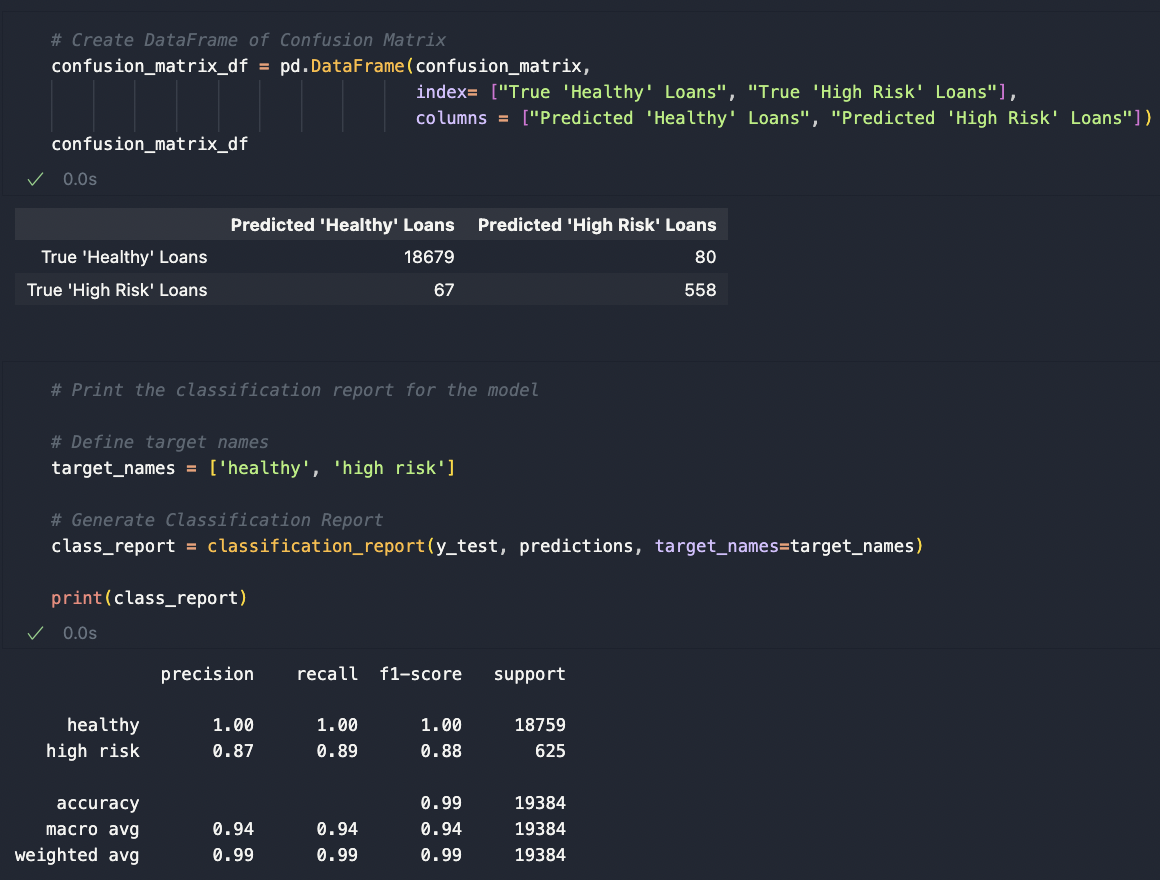 # Create DataFrame of Confusion Matrix
confusion_matrix_df = pd.DataFrame(confusion_matrix,
index= ["True 'Healthy' Loans", "True 'High Risk' Loans"],
columns = ["Predicted 'Healthy' Loans", "Predicted 'High Risk' Loans"])
confusion_matrix_df
✓ 0.0s
Predicted 'Healthy' Loans Predicted 'High Risk' Loans
True 'Healthy' Loans 18679 80
True 'High Risk' Loans 67 558
# Print the classification report for the model
# Define target names
target_names = ['healthy', 'high risk']
# Generate Classification Report
class_report = classification_report(y_test, predictions, target_names=target_names)
print(class_report)
✓ 0.0s
precision recall f1-score support
healthy 1.00 1.00 1.00 18759
high risk 0.87 0.89 0.88 625
accuracy 0.99 19384
macro avg 0.94 0.94 0.94 19384
weighted avg 0.99 0.99 0.99 19384